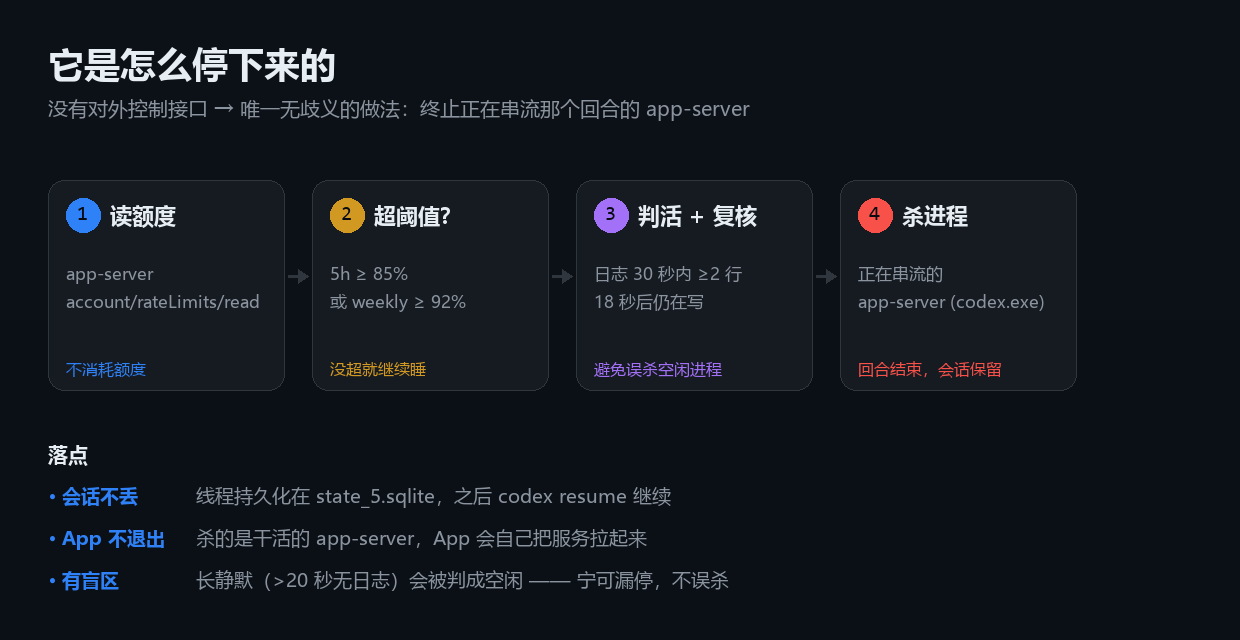 它是怎么停下来的
没有对外控制接口 → 唯一无歧义的做法：终止正在串流那个回合的 app-server
1 读额度
app-server
account/rateLimits/read
不消耗额度
2 超阈值?
5h ≥ 85%
或 weekly ≥ 92%
没超就继续睡
3 判活 + 复核
日志 30 秒内 ≥2 行
18 秒后仍在写
避免误杀空闲进程
4 杀进程
正在串流的
app-server (codex.exe)
回合结束，会话保留
落点
• 会话不丢 线程持久化在 state_5.sqlite，之后 codex resume 继续
• App 不退出 杀的是干活的 app-server，App 会自己把服务拉起来
• 有盲区 长静默（>20 秒无日志）会被判成空闲 —— 宁可漏停，不误杀